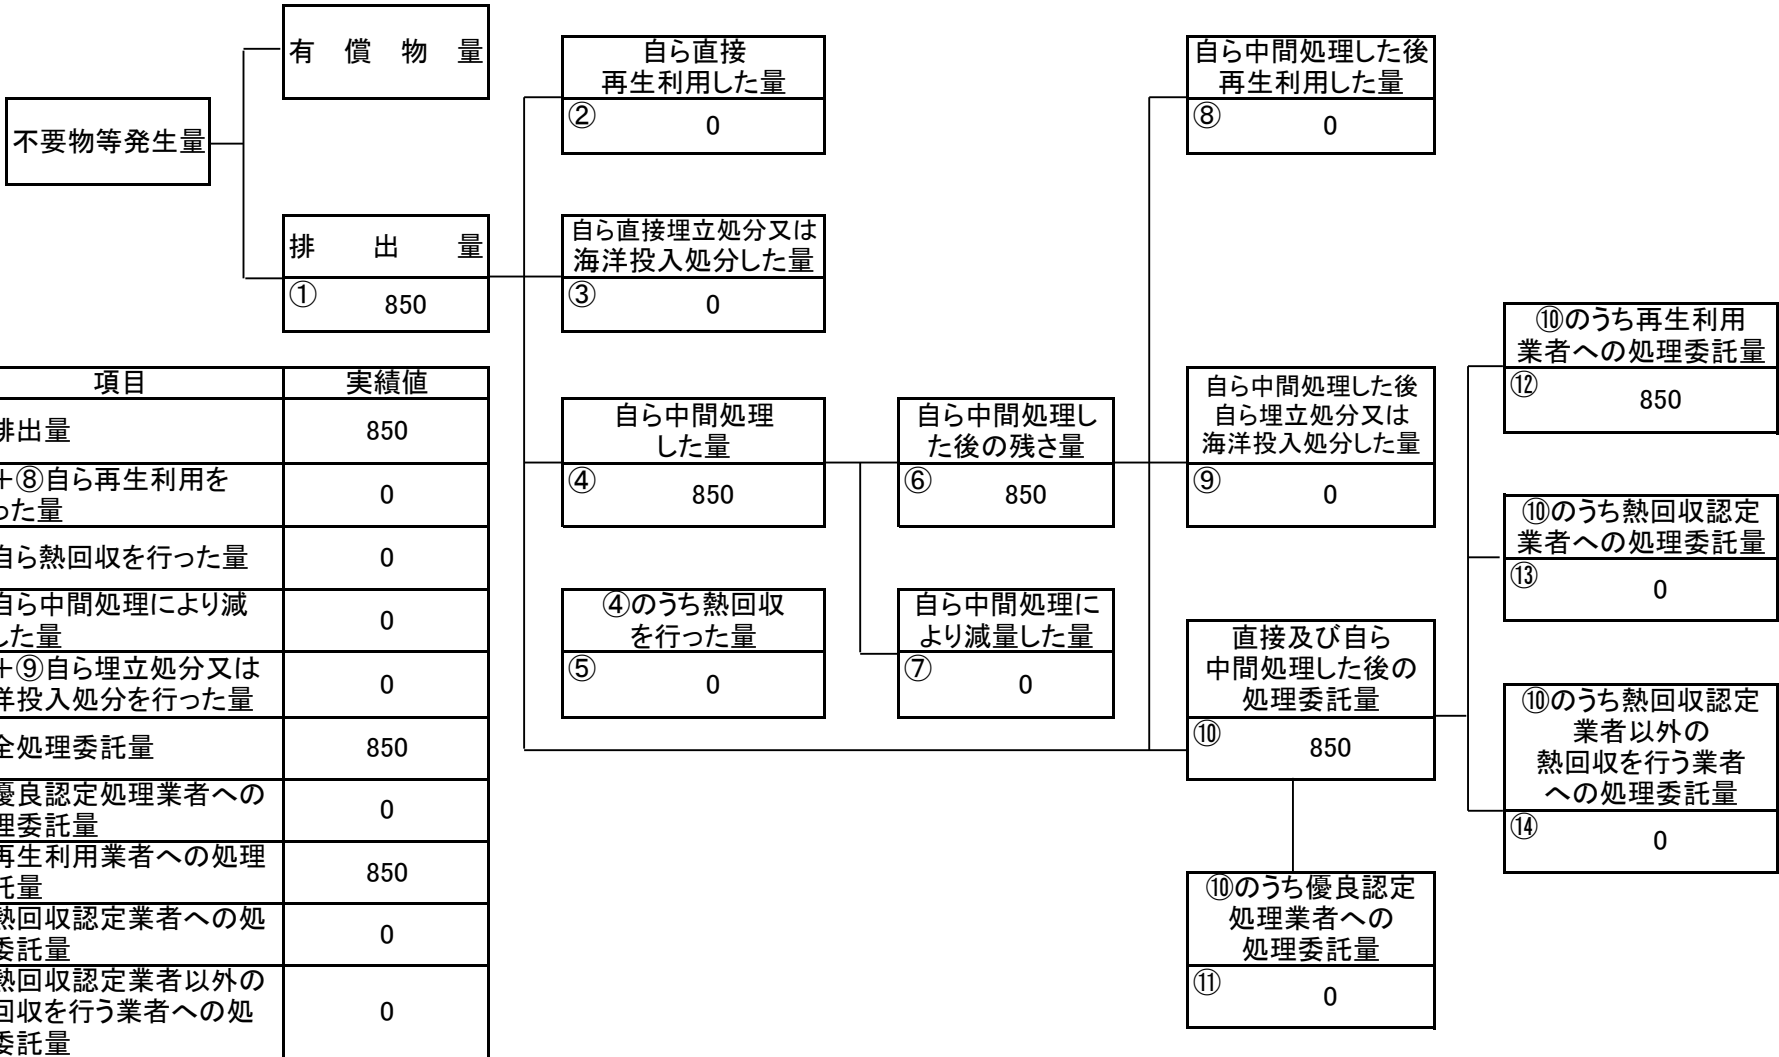 有償物量
不要物等発生量
排出量
①
850
自ら直接
再生利用した量
②
0
自ら直接埋立処分又は
海洋投入処分した量
③
0
自ら中間処理
した量
④
850
④のうち熱回収
を行った量
⑤
0
自ら中間処理し
た後の残さ量
⑥
850
自ら中間処理に
より減量した量
⑦
0
自ら中間処理した後
再生利用した量
⑧
0
自ら中間処理した後
自ら埋立処分又は
海洋投入処分した量
⑨
0
直接及び自ら
中間処理した後の
処理委託量
⑩
850
⑩のうち優良認定
処理業者への
処理委託量
⑪
0
⑩のうち再生利用
業者への処理委託量
⑫
850
⑩のうち熱回収認定
業者への処理委託量
⑬
0
⑩のうち熱回収認定
業者以外の
熱回収を行う業者
への処理委託量
⑭
0
項目 実績値
排出量 850
+⑧自ら再生利用を
った量
0
自ら熱回収を行った量 0
自ら中間処理により減
した量
0
+⑨自ら埋立処分又は
洋投入処分を行った量
0
全処理委託量 850
優良認定処理業者への
理委託量
0
再生利用業者への処理
託量
850
熱回収認定業者への処
委託量
0
熱回収認定業者以外の
回収を行う業者への処
委託量
0